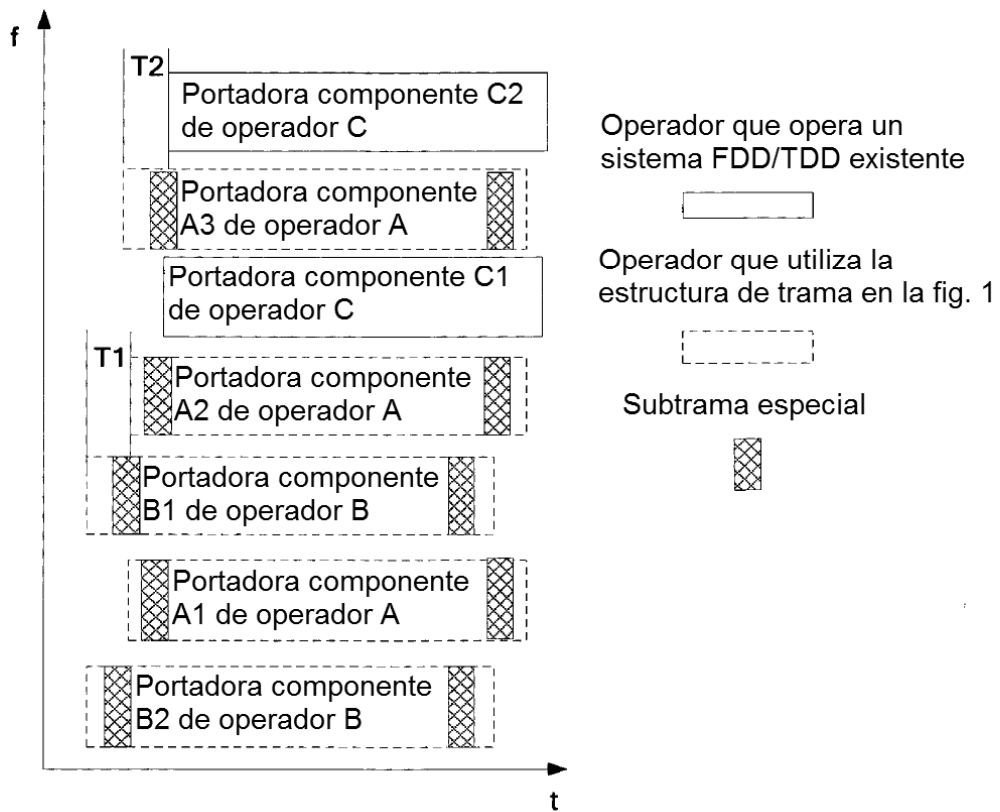 f
T2
Portadora componente C2
de operador C
Portadora componente
A3 de operador A
Portadora componente C1
de operador C
T1
Portadora componente
A2 de operador A
Portadora componente
B1 de operador B
Portadora componente
A1 de operador A
Portadora componente
B2 de operador B
t
Operador que opera un
sistema FDD/TDD existente
Operador que utiliza la
estructura de trama en la fig. 1
Subtrama especial